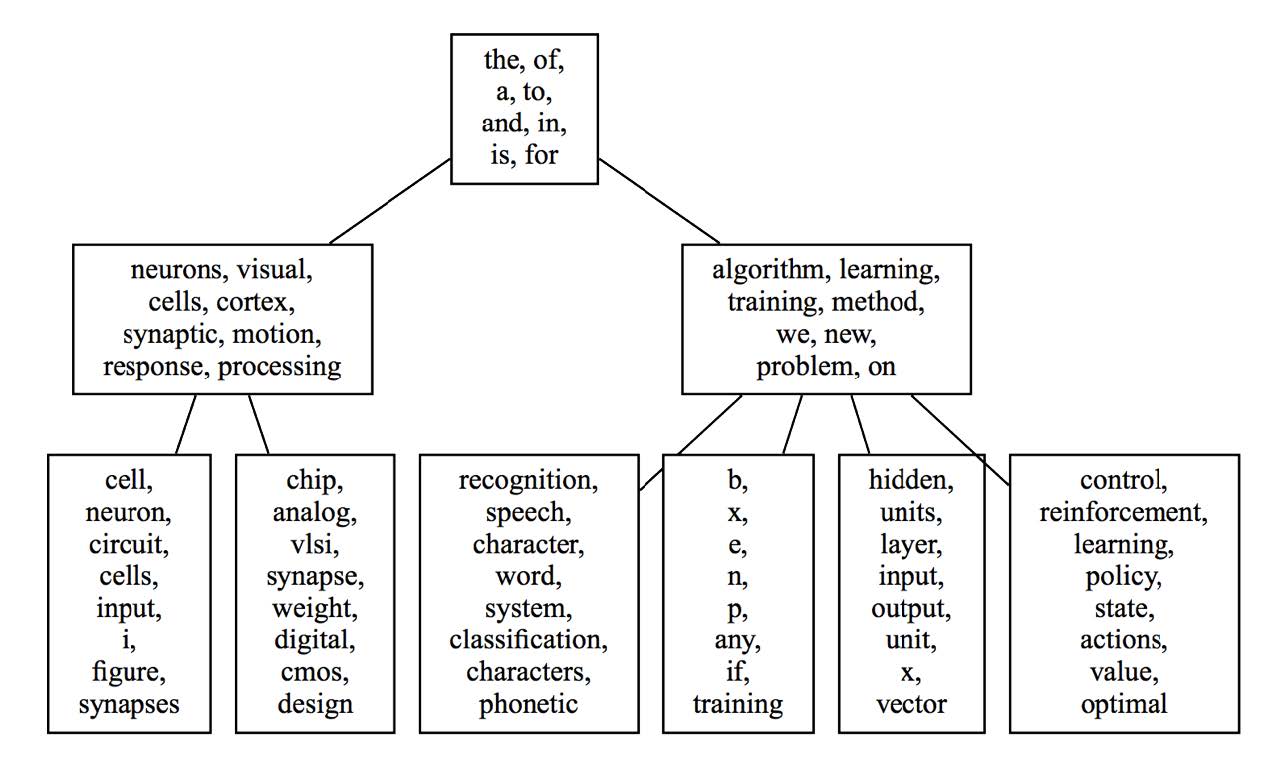 the, of,
a, to,
and, in,
is, for
neurons, visual,
cells, cortex,
synaptic, motion,
response, processing
algorithm, learning,
training, method,
we, new,
problem, on
cell,
neuron,
circuit,
cells,
input,
i,
figure,
synapses
chip,
analog,
vlsi,
synapse,
weight,
digital,
cmos,
design
recognition,
speech,
character,
word,
system,
classification,
characters,
phonetic
b,
x,
e,
n,
p,
any,
if,
training
hidden,
units,
layer,
input,
output,
unit,
x,
vector
control,
reinforcement,
learning,
policy,
state,
actions,
value,
optimal